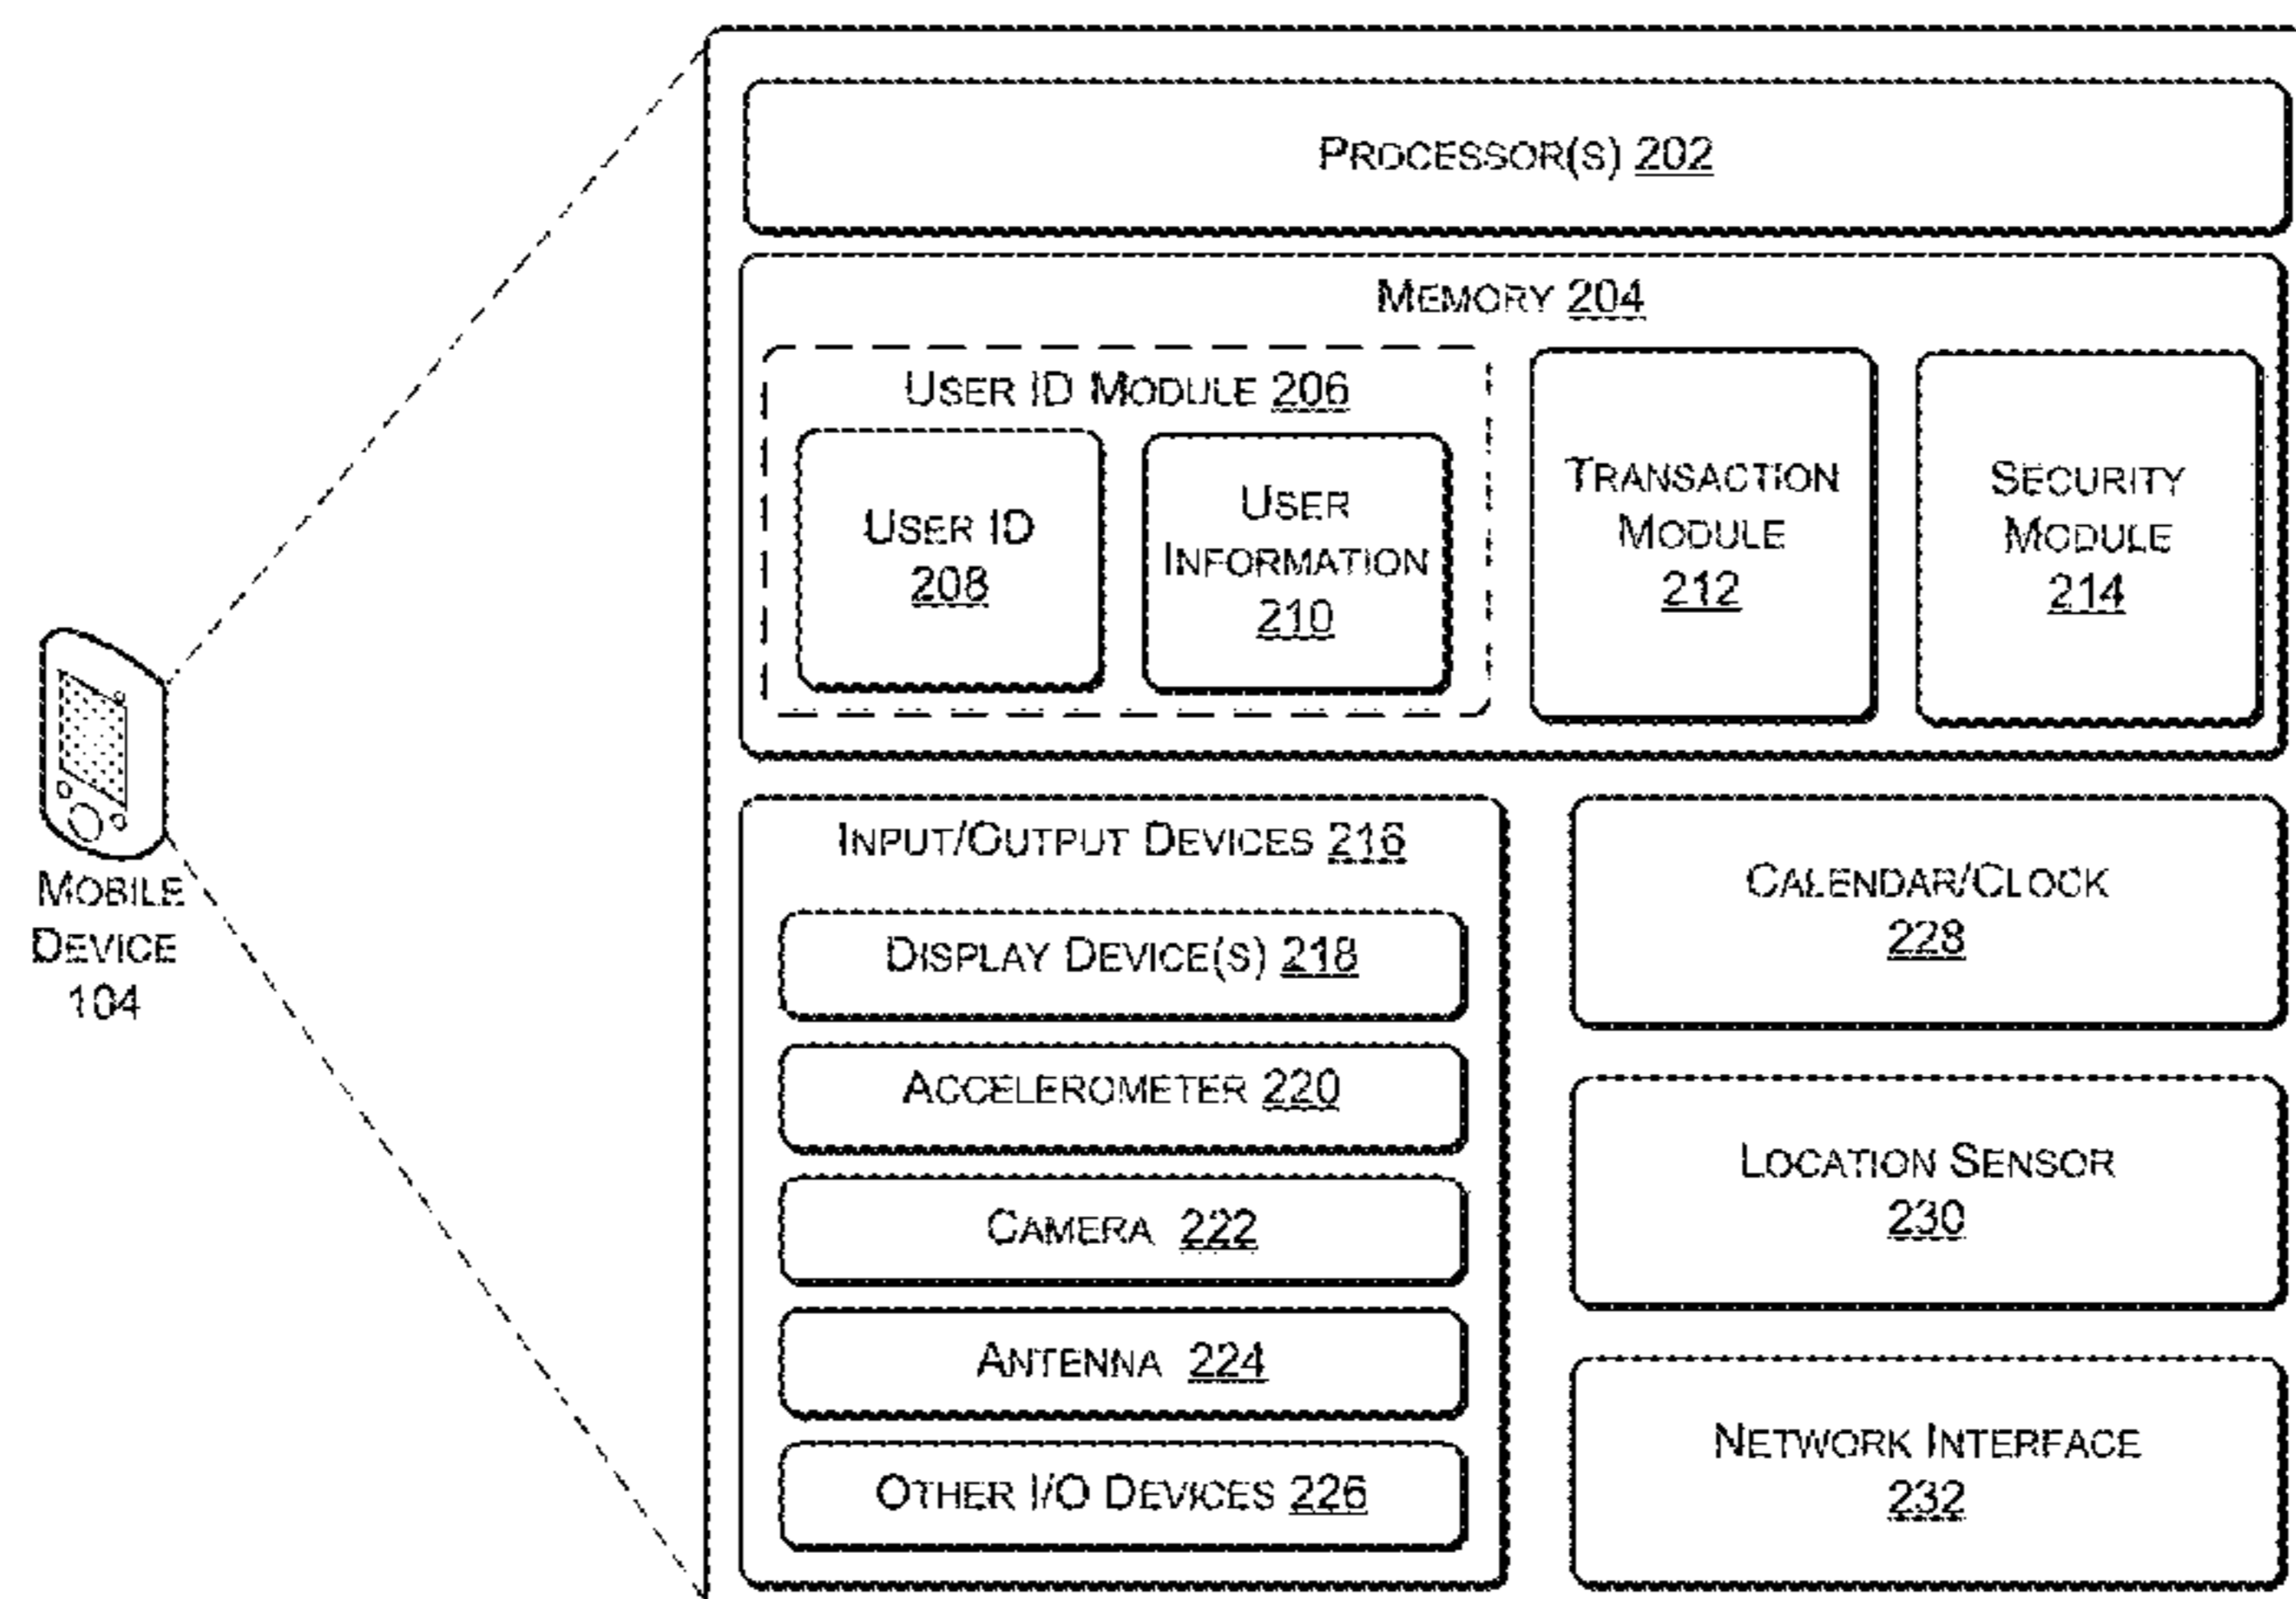 PROCESSOR(S) 202
MEMORY 204
USER ID MODULE 206
USER ID
208
USER
INFORMATION
210
TRANSACTION
MODULE
212
SECURITY
MODULE
214
MOBILE
DEVICE
104
INPUT/OUTPUT DEVICES 216
DISPLAY DEVICE(S) 218
ACCELEROMETER 220
CAMERA 222
ANTENNA 224
OTHER I/O DEVICES 226
CALENDAR/CLOCK
228
LOCATION SENSOR
230
NETWORK INTERFACE
232